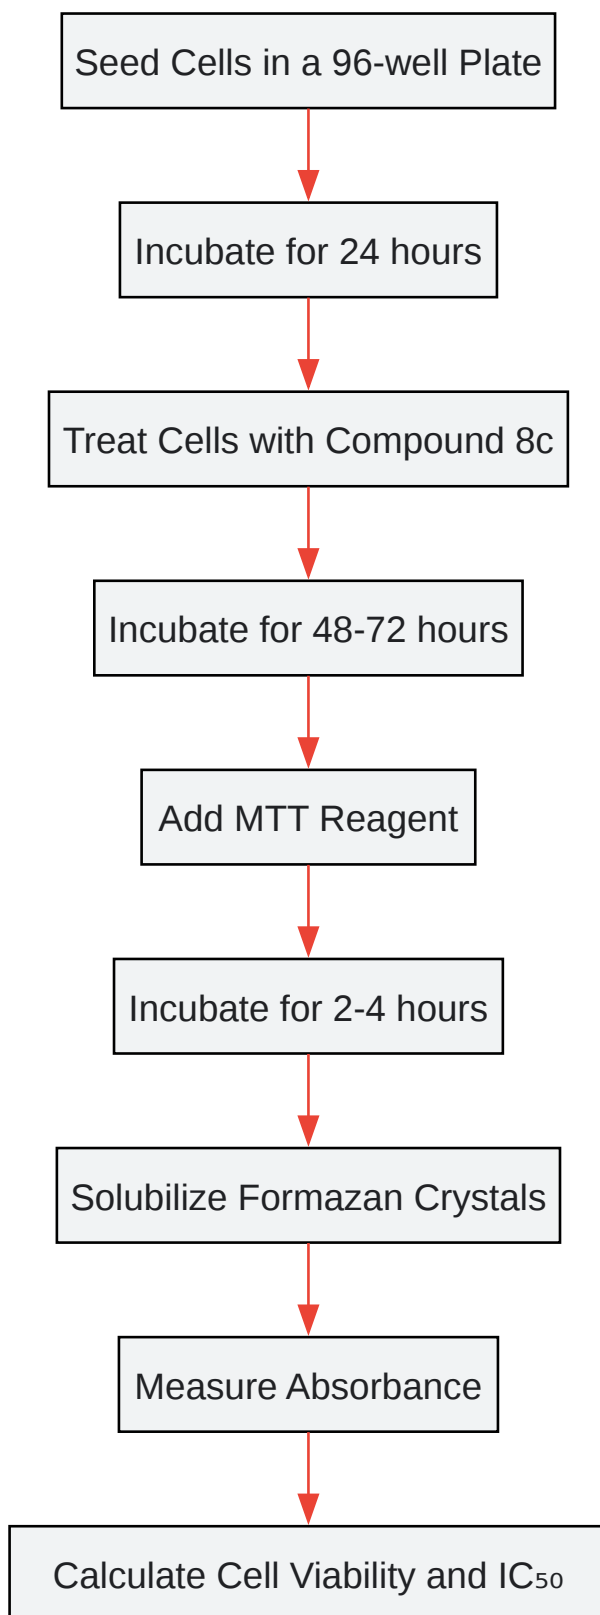 Seed Cells in a 96-well Plate
Incubate for 24 hours
Treat Cells with Compound 8c
Incubate for 48-72 hours
Add MTT Reagent
Incubate for 2-4 hours
Solubilize Formazan Crystals
Measure Absorbance
Calculate Cell Viability and IC₅₀